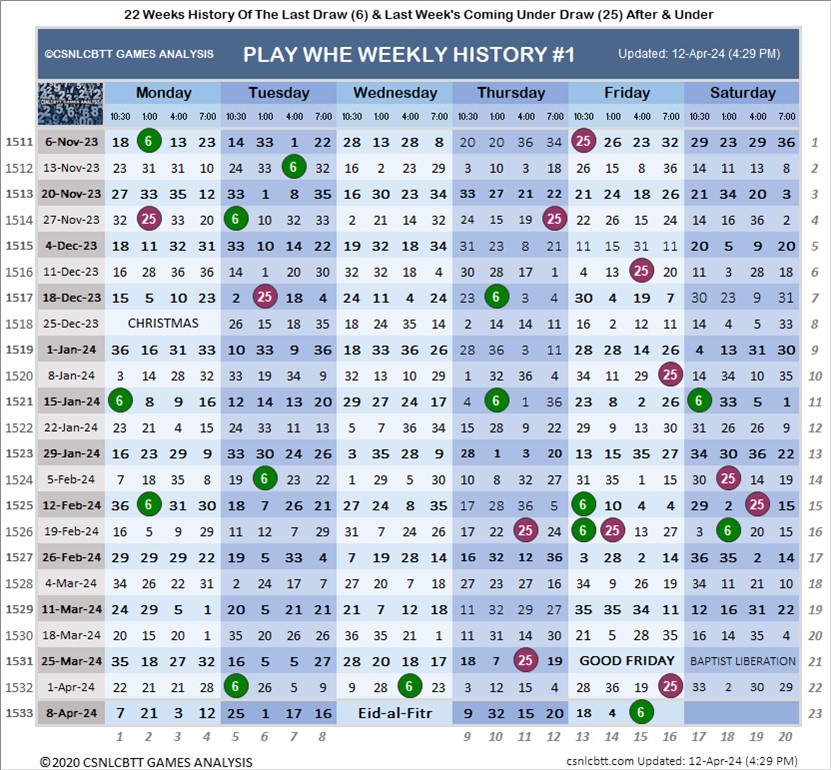 22 Weeks History Of The Last Draw (6) & Last Week's Coming Under Draw (25) After & Under
©CSNLCBTT GAMES ANALYSIS PLAY WHE WEEKLY HISTORY #1 Updated: 12-Apr-24 (4:29 PM)
Monday Tuesday Wednesday Thursday Friday Saturday
10:30 1:00 4:00 7:00 10:30 1:00 4:00 7:00 10:30 1:00 4:00 7:00 10:30 1:00 4:00 7:00 10:30 1:00 4:00 7:00 10:30 1:00 4:00 7:00
1511 6-Nov-23 18 6 13 23 14 33 1 22 28 13 28 8 20 20 36 34 25 26 23 32 29 23 29 36 1
1512 13-Nov-23 23 31 31 10 24 33 6 32 16 2 23 29 3 10 3 18 26 15 8 36 14 11 13 8 2
1513 20-Nov-23 27 33 35 12 33 1 8 35 16 30 23 34 33 27 21 22 21 24 18 26 21 34 20 3 3
1514 27-Nov-23 32 25 33 20 6 10 32 33 2 21 14 32 24 15 19 25 22 26 15 24 14 16 36 2 4
1515 4-Dec-23 18 11 32 31 33 10 14 22 19 32 18 34 31 23 8 21 11 15 31 11 20 5 9 20 5
1516 11-Dec-23 16 28 36 36 14 1 20 30 32 32 18 4 30 28 17 1 4 13 25 20 11 3 28 18 6
1517 18-Dec-23 15 5 10 23 2 25 18 4 24 11 4 24 23 6 3 4 30 4 19 7 30 23 9 31 7
1518 25-Dec-23 CHRISTMAS 26 15 18 35 18 24 35 14 2 14 14 11 16 2 12 11 14 4 5 33 8
1519 1-Jan-24 36 16 31 33 10 33 9 36 18 33 36 26 28 36 3 11 28 28 14 26 4 13 31 30 9
1520 8-Jan-24 3 14 28 32 33 19 34 9 32 13 10 29 1 32 36 4 34 11 29 25 14 34 10 35 10
1521 15-Jan-24 6 8 9 16 12 14 13 20 29 27 24 17 4 6 1 36 23 8 2 26 6 33 5 1 11
1522 22-Jan-24 23 21 4 15 24 33 11 13 5 7 36 34 15 28 9 22 29 9 13 30 31 26 26 9 12
1523 29-Jan-24 16 23 29 9 33 30 24 26 3 35 28 9 28 1 3 20 13 9 5 13 34 30 36 22 13
1524 5-Feb-24 7 18 35 8 19 6 23 22 1 29 5 30 10 8 32 27 31 35 1 15 30 25 14 19 14
1525 12-Feb-24 36 6 31 30 18 7 26 21 27 24 8 35 17 28 36 5 6 10 4 4 29 2 25 15 15
1526 19-Feb-24 16 5 9 29 11 12 7 29 31 7 24 26 17 22 25 24 6 25 13 7 3 6 20 15 16
1527 26-Feb-24 29 29 29 22 19 5 33 4 7 19 28 14 16 32 12 36 3 28 2 14 36 35 2 14 17
1528 4-Mar-24 34 26 22 31 2 24 17 7 27 20 7 18 27 23 27 16 34 9 26 19 34 11 21 10 18
1529 11-Mar-24 24 29 5 1 20 5 21 21 21 7 12 18 11 32 29 27 35 35 34 11 12 16 31 22 19
1530 18-Mar-24 20 15 20 1 35 20 26 26 36 35 21 1 11 31 14 30 21 5 28 35 16 14 35 4 20
1531 25-Mar-24 35 18 27 32 16 5 5 27 28 20 18 17 18 7 25 19 GOOD FRIDAY BAPTIST LIBERATION 21
1532 1-Apr-24 22 21 21 28 6 26 5 9 9 28 6 23 3 12 15 4 28 36 19 25 33 2 30 29 22
1533 8-Apr-24 7 21 3 12 25 1 17 16 Eid-al-Fitr 9 32 15 20 18 4 6 23
1 2 3 4 5 6 7 8 9 10 11 12 13 14 15 16 17 18 19 20
©2020 CSNLCBTT GAMES ANALYSIS csnlcbtt.com Updated: 12-Apr-24 (4:29 PM)